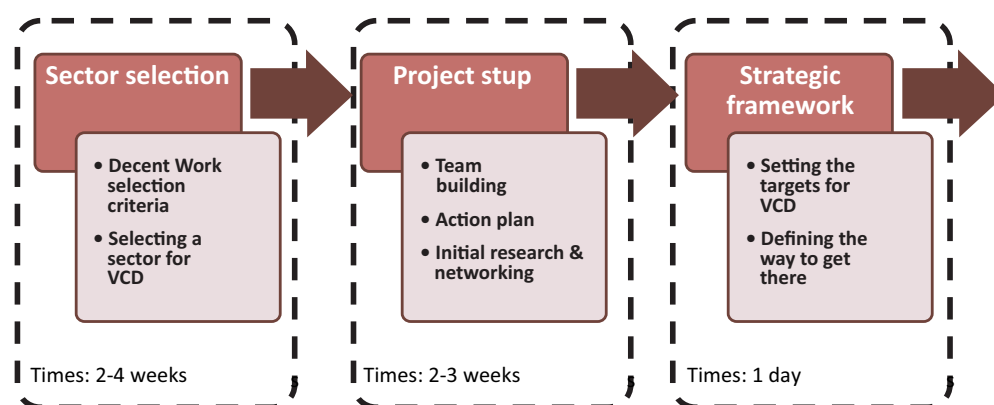 Sector selection
• Decent Work
selection
criteria
• Selecting a
sector for
VCD
Times: 2-4 weeks
s
Project stup
• Team
building
• Action plan
• Initial research &
networking
Times: 2-3 weeks
s
Strategic
framework
• Setting the
targets for
VCD
• Defining the
way to get
there
Times: 1 day
s